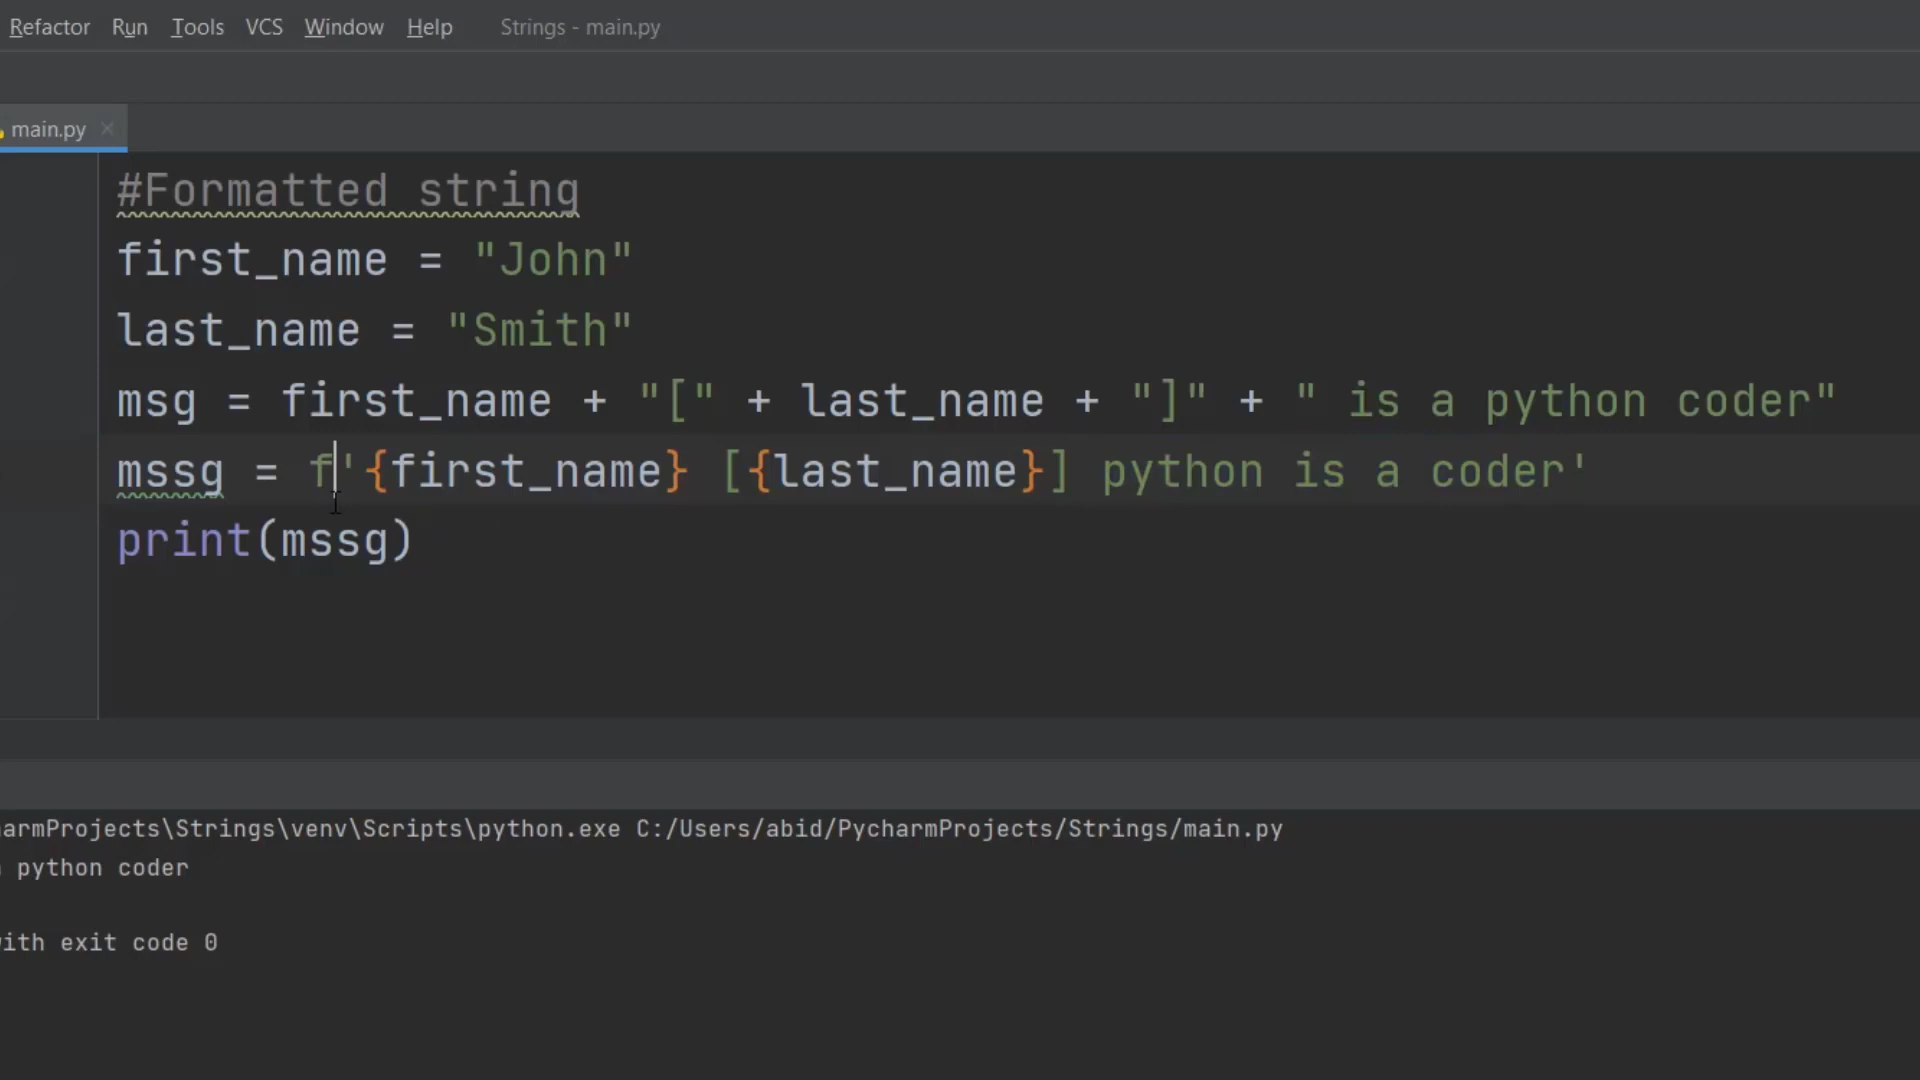 Refactor Run Tools VCS Window Help Strings - main.py
main.py
#Formatted string
first_name = "John"
last_name = "Smith"
msg = first_name + "[" + last_name + "]" + " is a python coder"
mssg = f'{first_name} [{last_name}] python is a coder'
print(mssg)
armProjects\Strings\venv\Scripts\python.exe C:/Users/abid/PycharmProjects/Strings/main.py
python coder
with exit code 0